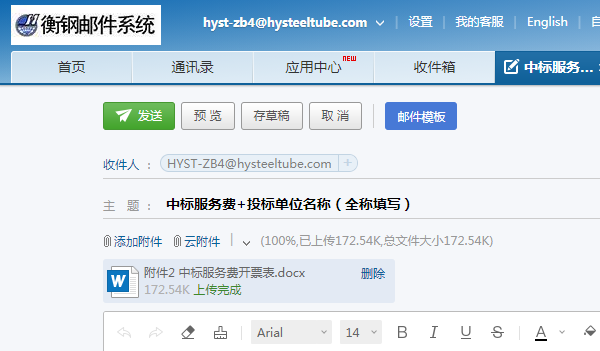 衡钢邮件系统
hyst-zb4@hysteeltube.com | 设置 | 我的客服 | English |
首页 通讯录 应用中心 NEW 收件箱 中标服务...
发送 预览 存草稿 取消 邮件模板
收件人： HYST-ZB4@hysteeltube.com +
主 题： 中标服务费+投标单位名称（全称填写）
添加附件 云附件 | (100%,已上传172.54K,总文件大小172.54K)
附件2 中标服务费开票表.docx 删除
172.54K 上传完成
Arial 14 B I U S A